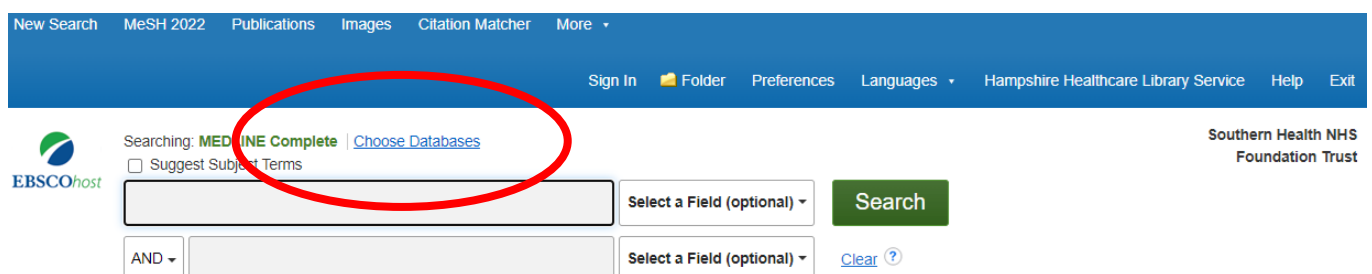 New Search MeSH 2022 Publications Images Citation Matcher More
Sign In Folder Preferences Languages Hampshire Healthcare Library Service Help Exit
Searching: MEDLINE Complete | Choose Databases
Southern Health NHS
Foundation Trust
Suggest Subject Terms
EBSCOhost
Select a Field (optional)
Search
AND
Select a Field (optional)
Clear ?